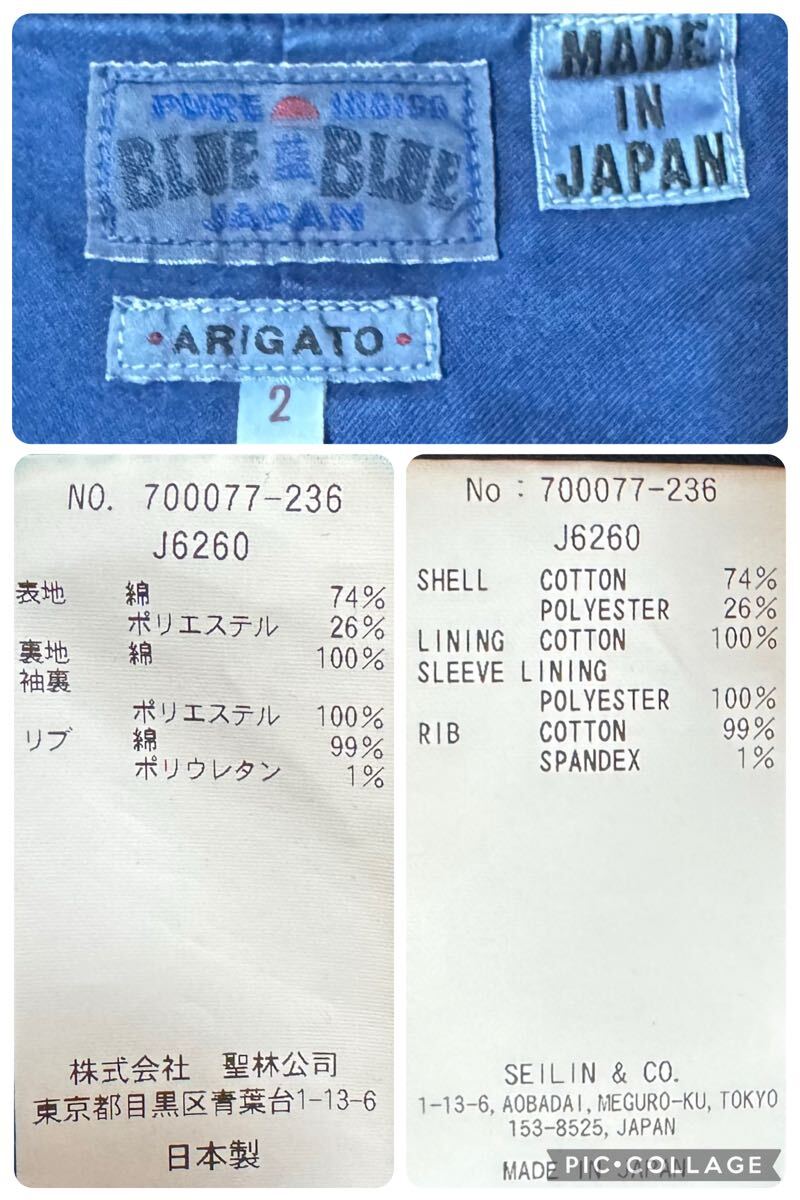 BLUE 藍 BLUE
JAPAN
MADE
IN
JAPAN
・ARIGATO・
2
NO. 700077-236
J6260
表地 綿 74%
ポリエステル 26%
裏地 綿 100%
袖裏
ポリエステル 100%
リブ 綿 99%
ポリウレタン 1%
株式会社 聖林公司
東京都目黒区青葉台1-13-6
日本製
No : 700077-236
J6260
SHELL COTTON 74%
POLYESTER 26%
LINING COTTON 100%
SLEEVE LINING
POLYESTER 100%
RIB COTTON 99%
SPANDEX 1%
SEILIN & CO.
1-13-6, AOBADAI, MEGURO-KU, TOKYO
153-8525, JAPAN
MADE IN JAPAN
PIC•COLLAGE